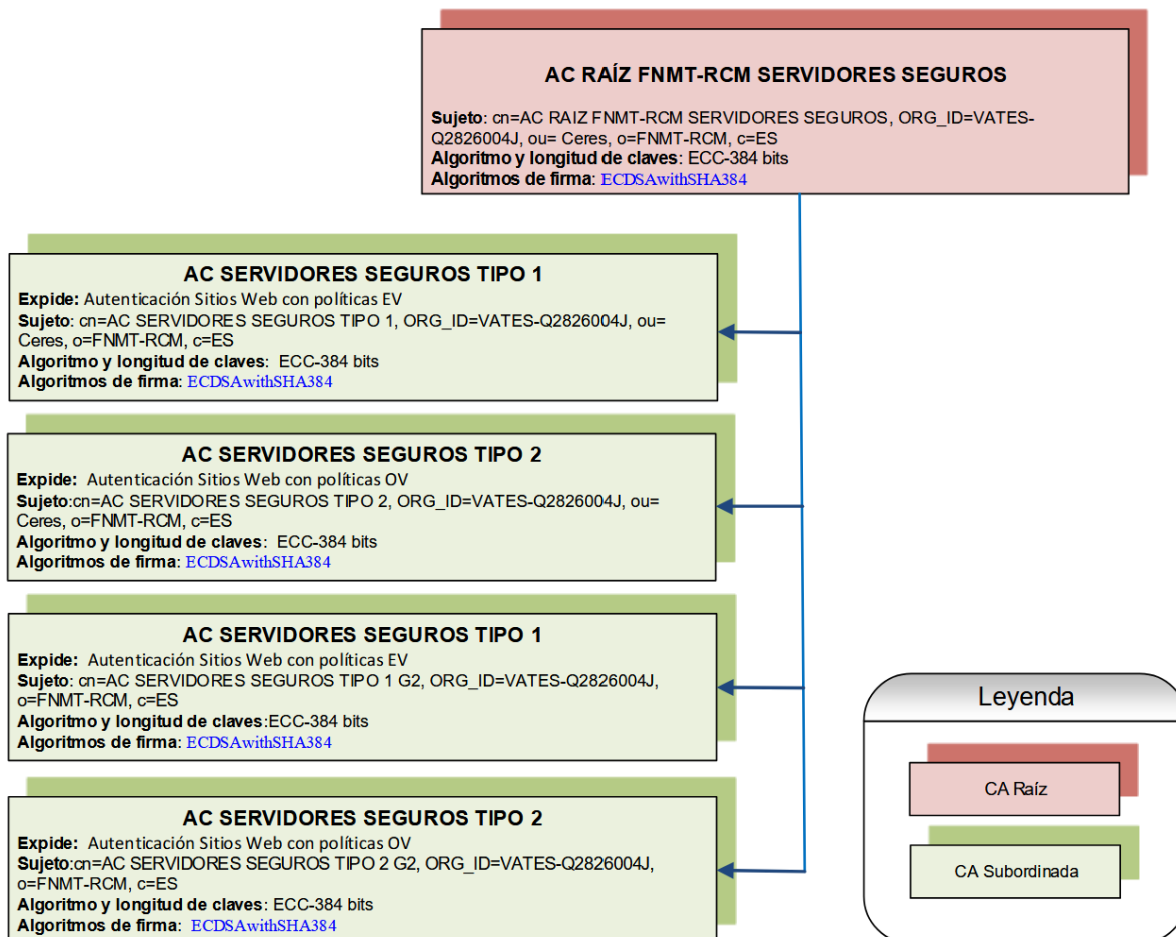 AC RAÍZ FNMT-RCM SERVIDORES SEGUROS
Sujeto: cn=AC RAIZ FNMT-RCM SERVIDORES SEGUROS, ORG_ID=VATES-
Q2826004J, ou= Ceres, o=FNMT-RCM, c=ES
Algoritmo y longitud de claves: ECC-384 bits
Algoritmos de firma: ECDSAwithSHA384
AC SERVIDORES SEGUROS TIPO 1
Expide: Autenticación Sitios Web con políticas EV
Sujeto: cn=AC SERVIDORES SEGUROS TIPO 1, ORG_ID=VATES-Q2826004J, ou=
Ceres, o=FNMT-RCM, c=ES
Algoritmo y longitud de claves: ECC-384 bits
Algoritmos de firma: ECDSAwithSHA384
AC SERVIDORES SEGUROS TIPO 2
Expide: Autenticación Sitios Web con políticas OV
Sujeto:cn=AC SERVIDORES SEGUROS TIPO 2, ORG_ID=VATES-Q2826004J, ou=
Ceres, o=FNMT-RCM, c=ES
Algoritmo y longitud de claves: ECC-384 bits
Algoritmos de firma: ECDSAwithSHA384
AC SERVIDORES SEGUROS TIPO 1
Expide: Autenticación Sitios Web con políticas EV
Sujeto: cn=AC SERVIDORES SEGUROS TIPO 1 G2, ORG_ID=VATES-Q2826004J,
o=FNMT-RCM, c=ES
Algoritmo y longitud de claves:ECC-384 bits
Algoritmos de firma: ECDSAwithSHA384
AC SERVIDORES SEGUROS TIPO 2
Expide: Autenticación Sitios Web con políticas OV
Sujeto:cn=AC SERVIDORES SEGUROS TIPO 2 G2, ORG_ID=VATES-Q2826004J,
o=FNMT-RCM, c=ES
Algoritmo y longitud de claves: ECC-384 bits
Algoritmos de firma: ECDSAwithSHA384
Leyenda
CA Raíz
CA Subordinada